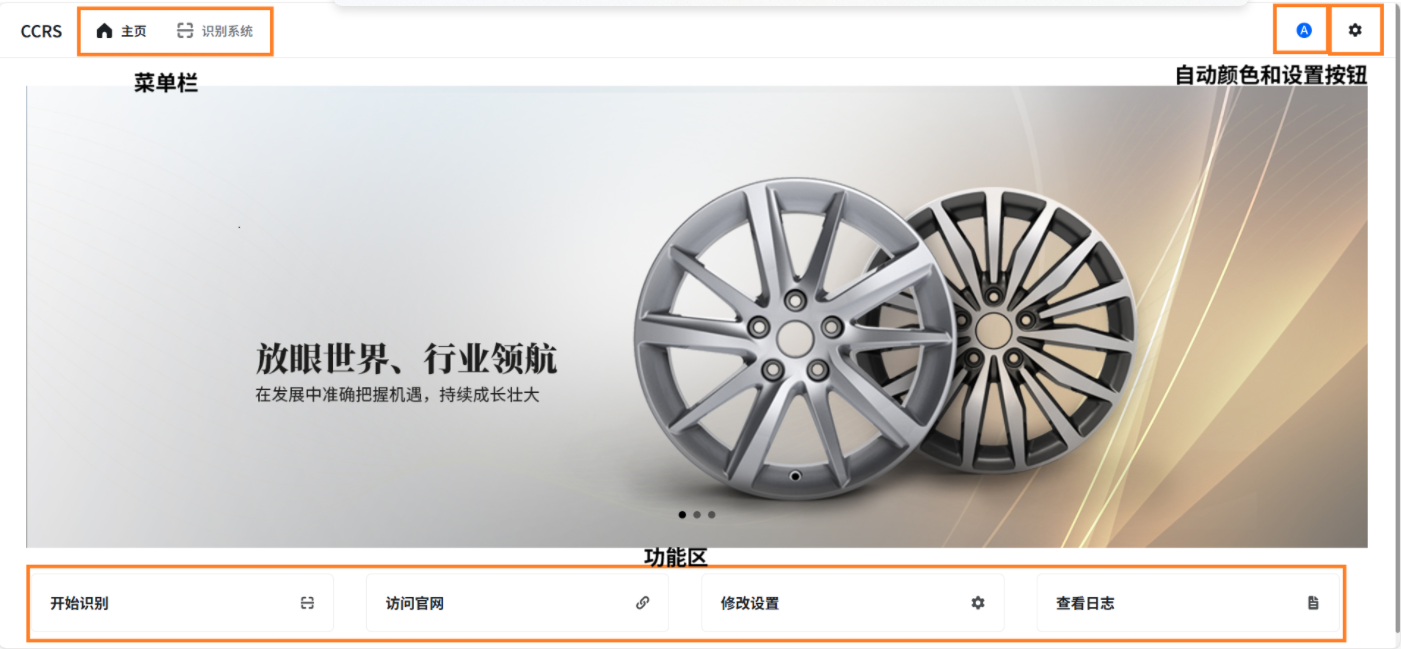 CCRS 主页 识别系统 A
菜单栏
自动颜色和设置按钮
放眼世界、行业领航
在发展中准确把握机遇，持续成长壮大
功能区
开始识别 访问官网 修改设置 查看日志